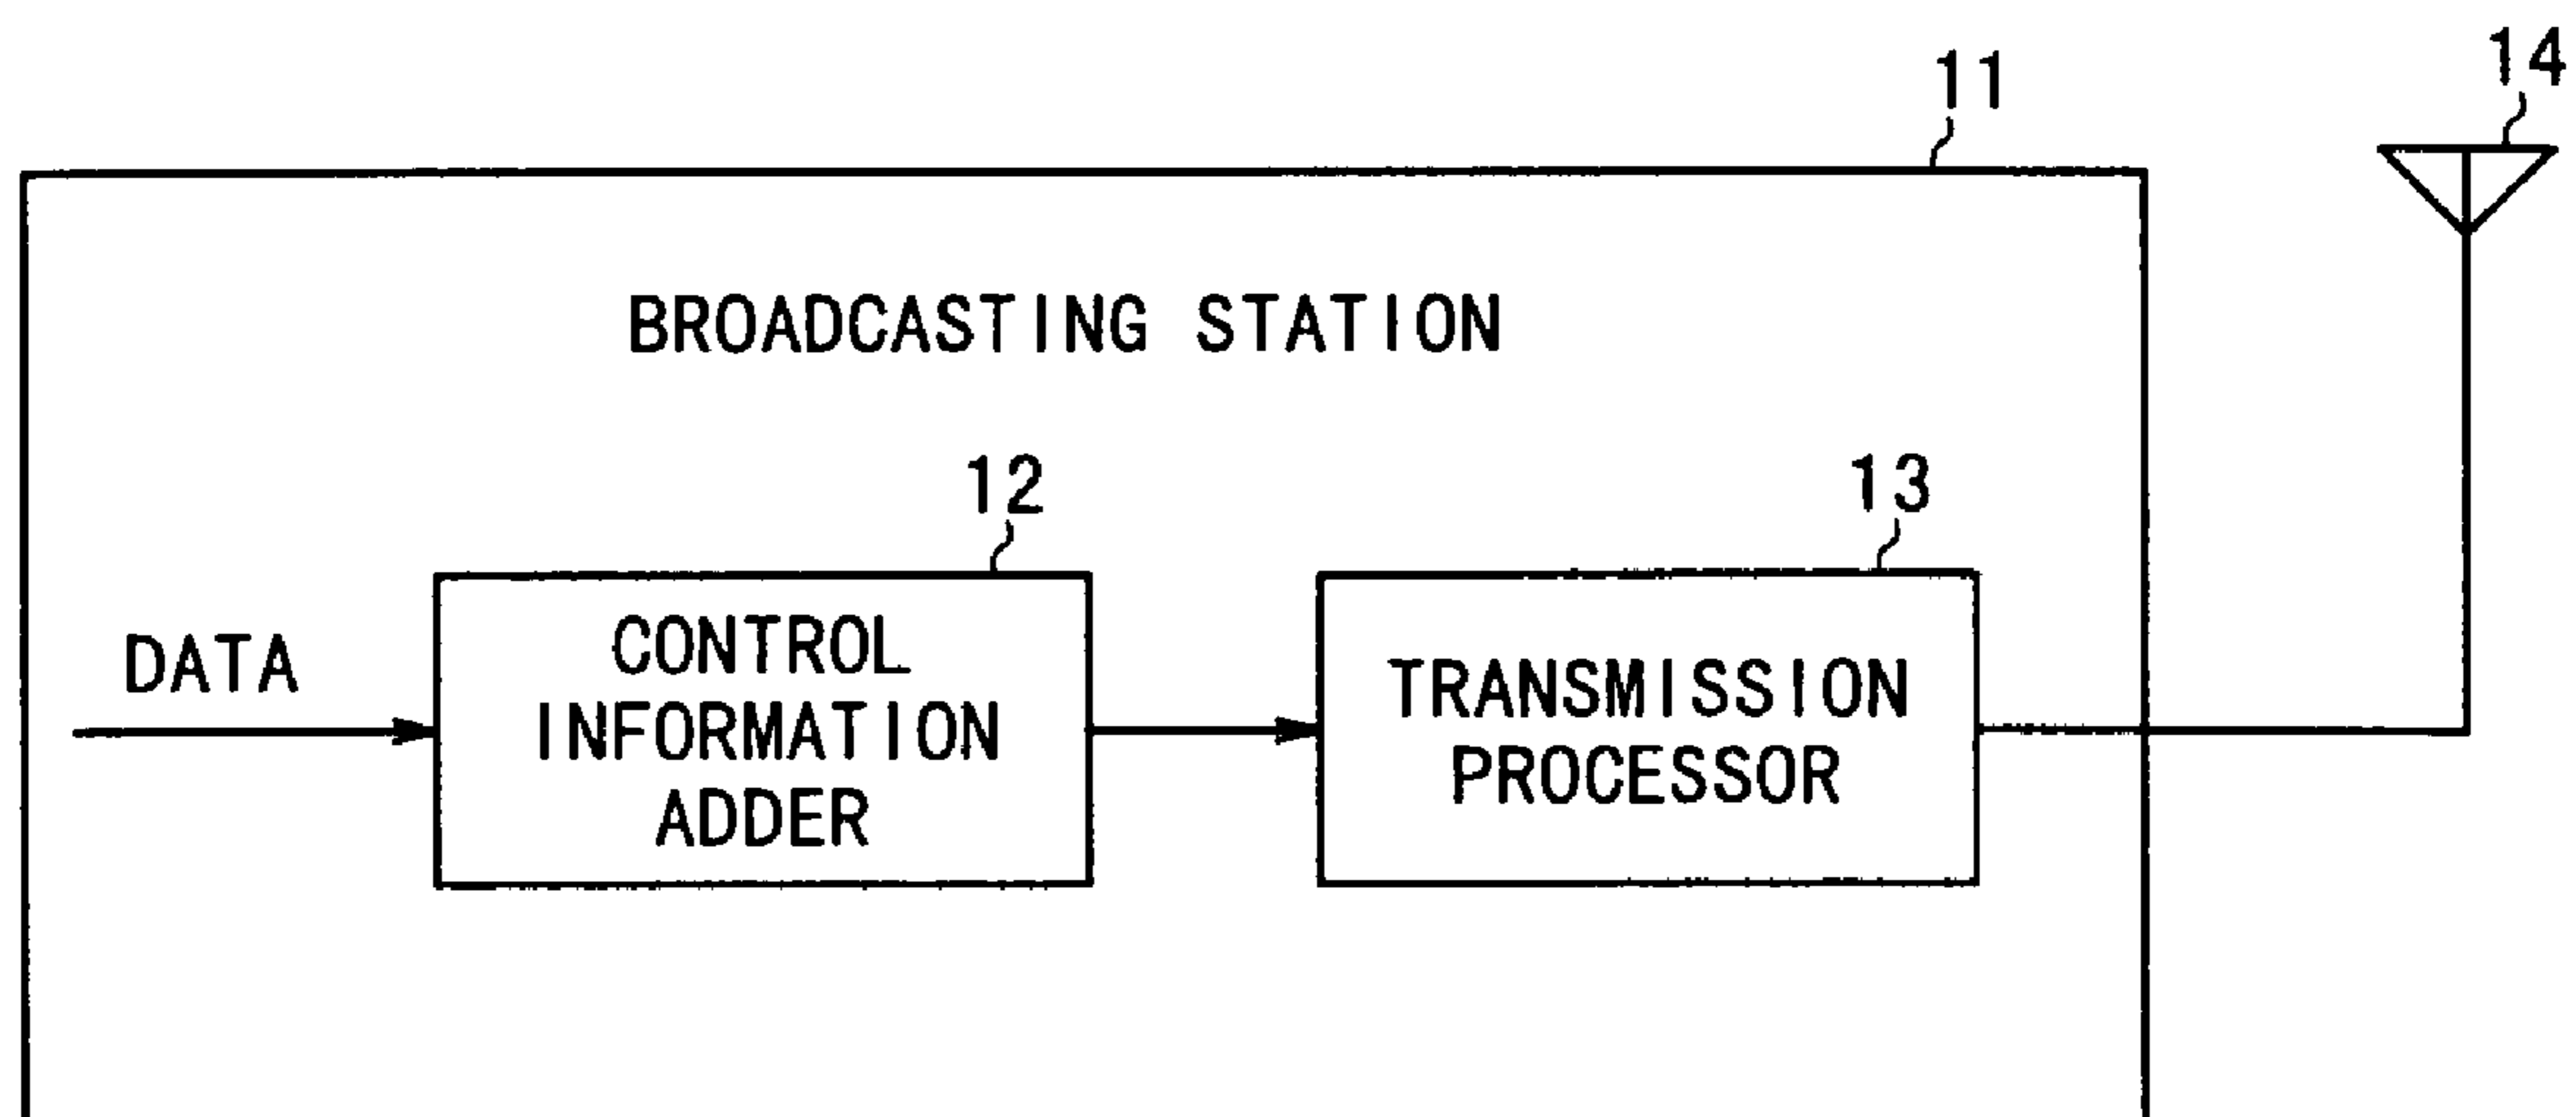 14
11
BROADCASTING STATION
12
13
DATA
CONTROL
INFORMATION
ADDER
TRANSMISSION
PROCESSOR